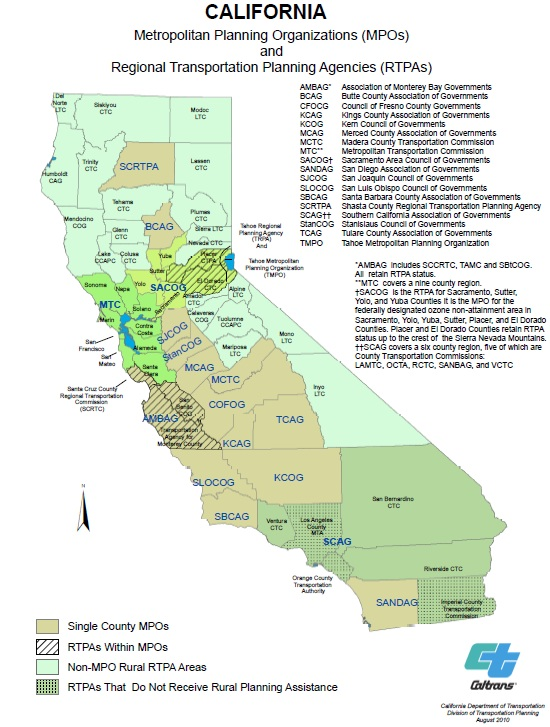 CALIFORNIA
Metropolitan Planning Organizations (MPOs)
and
Regional Transportation Planning Agencies (RTPAs)
AMBAG* Association of Monterey Bay Governments
BCAG Butte County Association of Governments
CFOCG Council of Fresno County Governments
KCAG Kings County Association of Governments
KCOG Kern Council of Governments
MCAG Merced County Association of Governments
MCTC Madera County Transportation Commission
MTC** Metropolitan Transportation Commission
SACOG† Sacramento Area Council of Governments
SANDAG San Diego Association of Governments
SJCOG San Joaquin Council of Governments
SLOCOG San Luis Obispo Council of Governments
SBCAG Santa Barbara County Association of Governments
SCRTPA Shasta County Regional Transportation Planning Agency
SCAG†† Southern California Association of Governments
StanCOG Stanislaus Council of Governments
TCAG Tulare County Association of Governments
TMPO Tahoe Metropolitan Planning Organization
*AMBAG includes SCCRTC, TAMC and SBtCOG.
All retain RTPA status.
**MTC covers a nine county region.
†SACOG is the RTPA for Sacramento, Sutter,
Yolo, and Yuba Counties it is the MPO for the
federally designated ozone non-attainment area in
Sacramento, Yolo, Yuba, Sutter, Placer, and El Dorado
Counties. Placer and El Dorado Counties retain RTPA
status up to the crest of the Sierra Nevada Mountains.
††SCAG covers a six county region, five of which are
County Transportation Commissions:
LAMTC, OCTA, RCTC, SANBAG, and VCTC
Del
Norte
LTC
Siskiyou
CTC
Modoc
LTC
Humboldt
CAG
Trinity
CTC
SCRTPA
Lassen
CTC
Tehama
CTC
Plumas
CTC
Mendocino
COG
Glenn
CTC
BCAG
Sierra LTC
Nevada CTC
Tahoe Regional
Planning Agency
(TRPA)
And
Tahoe Metropolitan
Planning Organization
(TMPO)
Lake
CCAPC
Colusa
CTC
Yuba
Sutter
Placer
CTPA
El Dorado
CTC
Sonoma
Napa
Yolo
SACOG
Sacramento
Amador
CTC
Alpine
LTC
MTC
Marin
Solano
Contra
Costa
Calaveras
COG
Tuolumne
CCAPC
San
Francisco
Alameda
SJCOG
StanCOG
Mariposa
LTC
Mono
LTC
San
Mateo
Santa
Clara
MCAG
MCTC
Inyo
LTC
Santa Cruz County
Regional Transportation
Commission
(SCRTC)
San
Benito
COG
COFOG
AMBAG
Transportation
Agency for
Monterey County
TCAG
KCAG
SLOCOG
KCOG
SBCAG
San Bernardino
CTC
Ventura
CTC
Los Angeles
County
MTA
SCAG
Orange County
Transportation
Authority
Riverside CTC
SANDAG
Imperial County
Transportation
Commission
N
Single County MPOs
RTPAs Within MPOs
Non-MPO Rural RTPA Areas
RTPAs That Do Not Receive Rural Planning Assistance
ct
Caltrans
California Department of Transportation
Division of Transportation Planning
August 2010